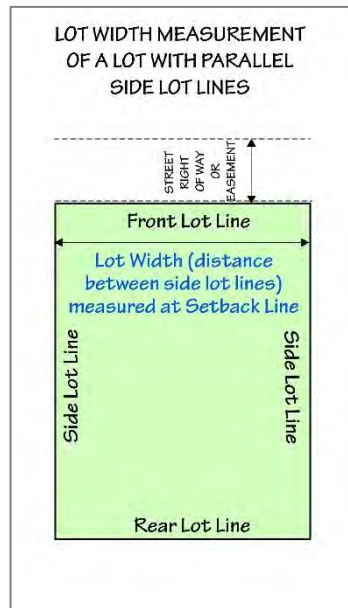 LOT WIDTH MEASUREMENT
OF A LOT WITH PARALLEL
SIDE LOT LINES
STREET
RIGHT
OF WAY
OR
EASEMENT
Front Lot Line
Lot Width (distance
between side lot lines)
measured at Setback Line
Side Lot Line
Side Lot Line
Rear Lot Line